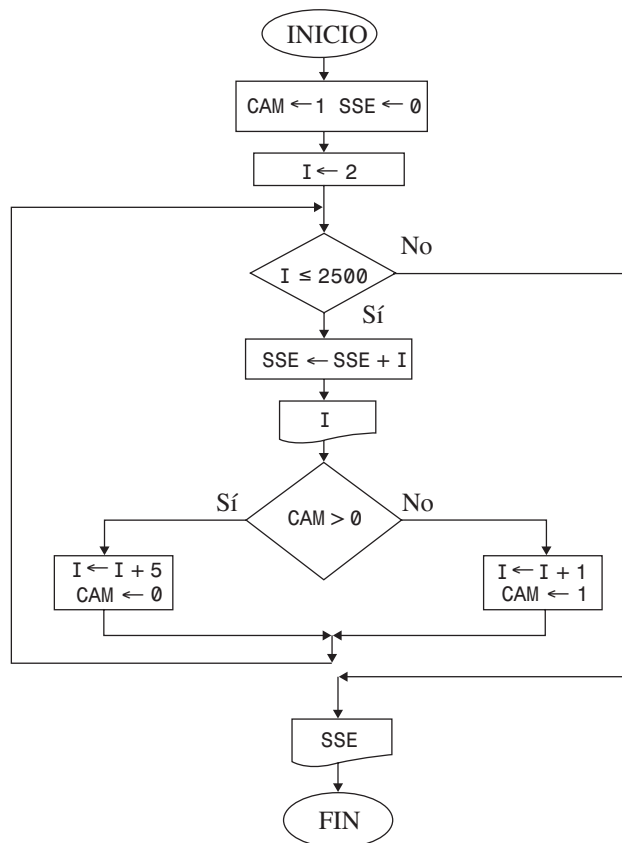 INICIO
CAM ← 1 SSE ← 0
I ← 2
No
I ≤ 2500
Sí
SSE ← SSE + I
I
Sí
CAM > 0
No
I ← I + 5
CAM ← 0
I ← I + 1
CAM ← 1
SSE
FIN